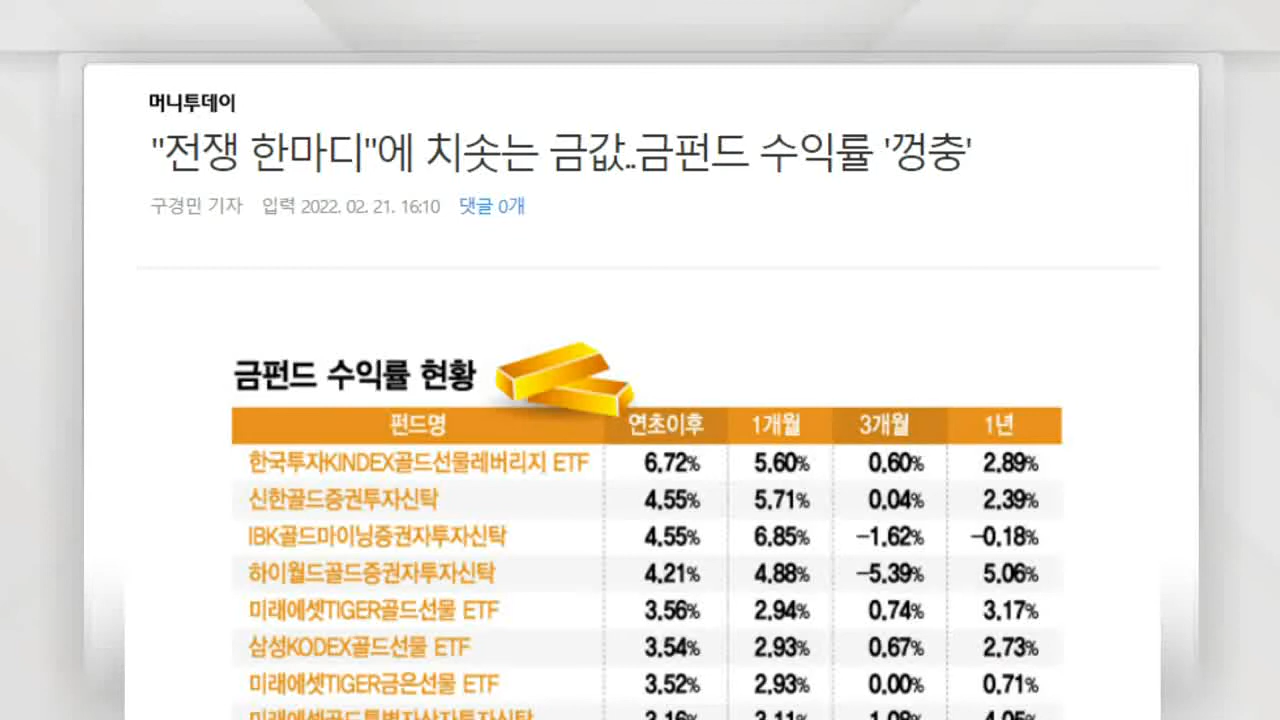 머니투데이
"전쟁 한마디"에 치솟는 금값..금펀드 수익률 '껑충'
구경민 기자 입력 2022. 02. 21. 16:10 댓글 0개
금펀드 수익률 현황
펀드명 연초이후 1개월 3개월 1년
한국투자KINDEX골드선물레버리지 ETF 6.72% 5.60% 0.60% 2.89%
신한골드증권투자신탁 4.55% 5.71% 0.04% 2.39%
IBK골드마이닝증권자투자신탁 4.55% 6.85% -1.62% -0.18%
하이월드골드증권자투자신탁 4.21% 4.88% -5.39% 5.06%
미래에셋TIGER골드선물 ETF 3.56% 2.94% 0.74% 3.17%
삼성KODEX골드선물 ETF 3.54% 2.93% 0.67% 2.73%
미래에셋TIGER금은선물 ETF 3.52% 2.93% 0.00% 0.71%